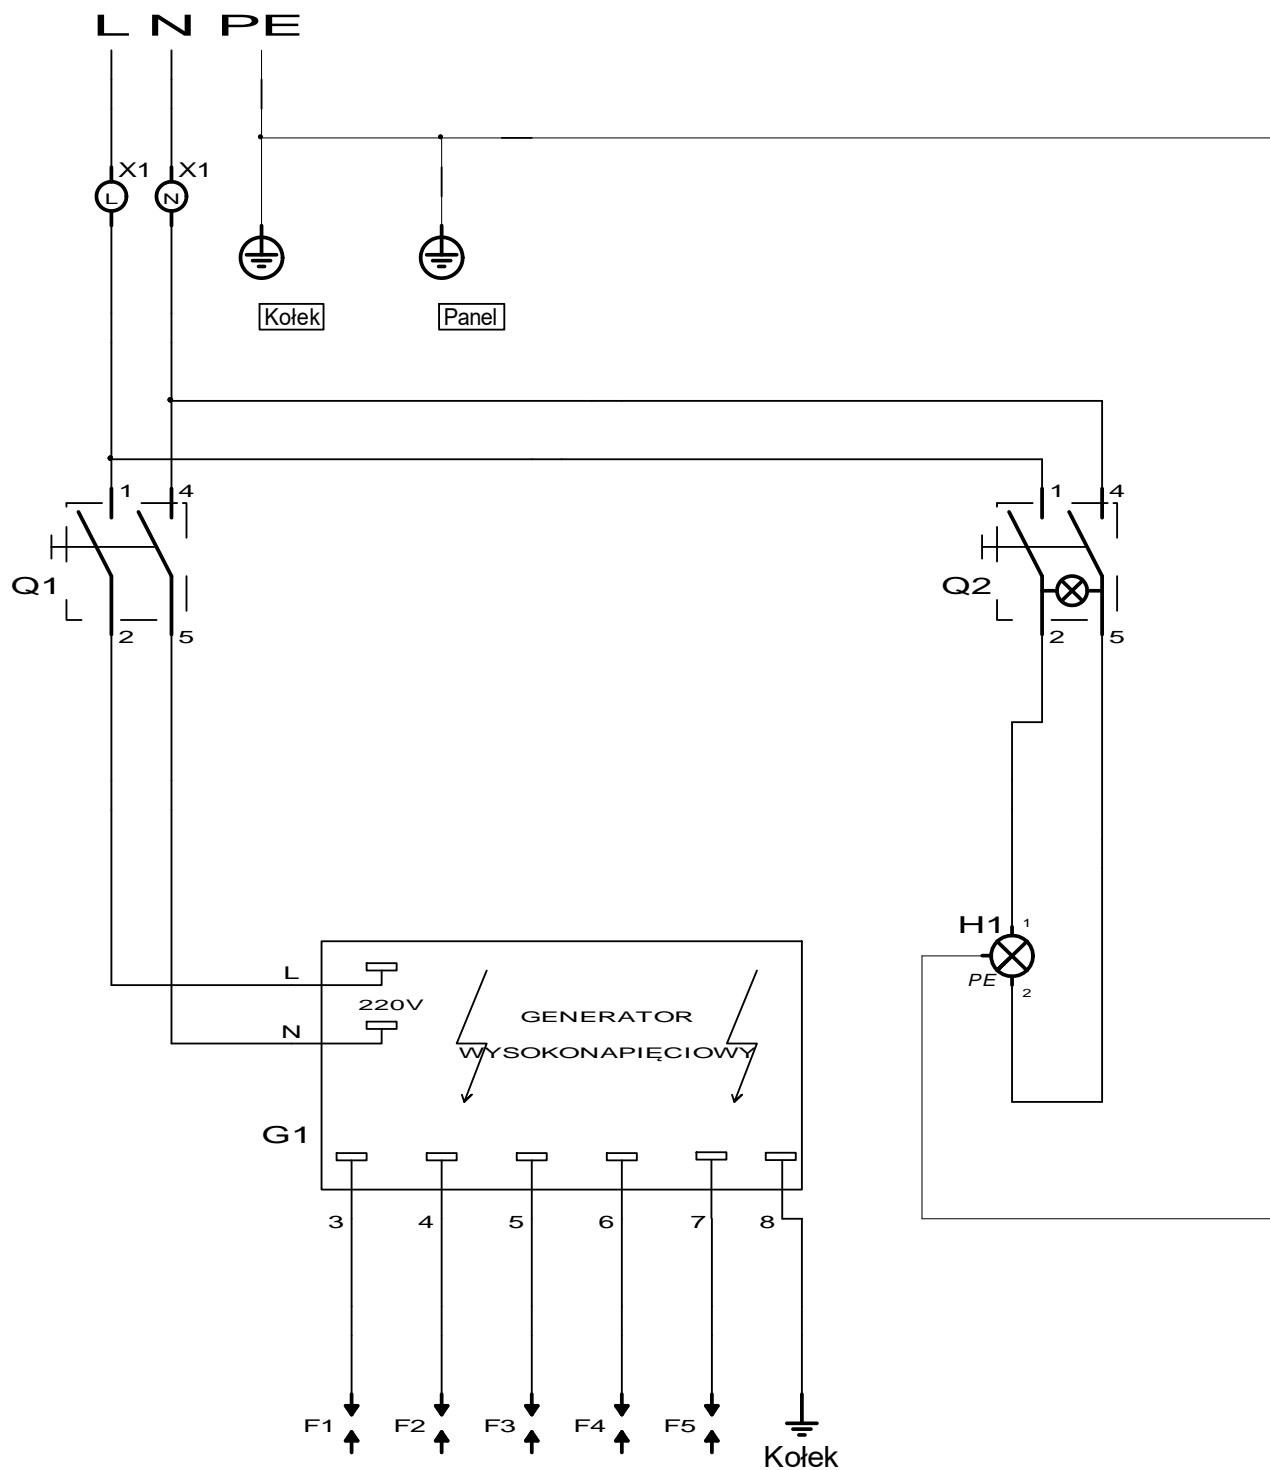 L N PE
X1 X1
L N
Kołek Panel
1 4 1 4
Q1 Q2
2 5 2 5
H1 1
PE 2
L
220V
N
GENERATOR
WYSOKONAPIĘCIOWY
G1
3 4 5 6 7 8
F1 F2 F3 F4 F5
Kołek